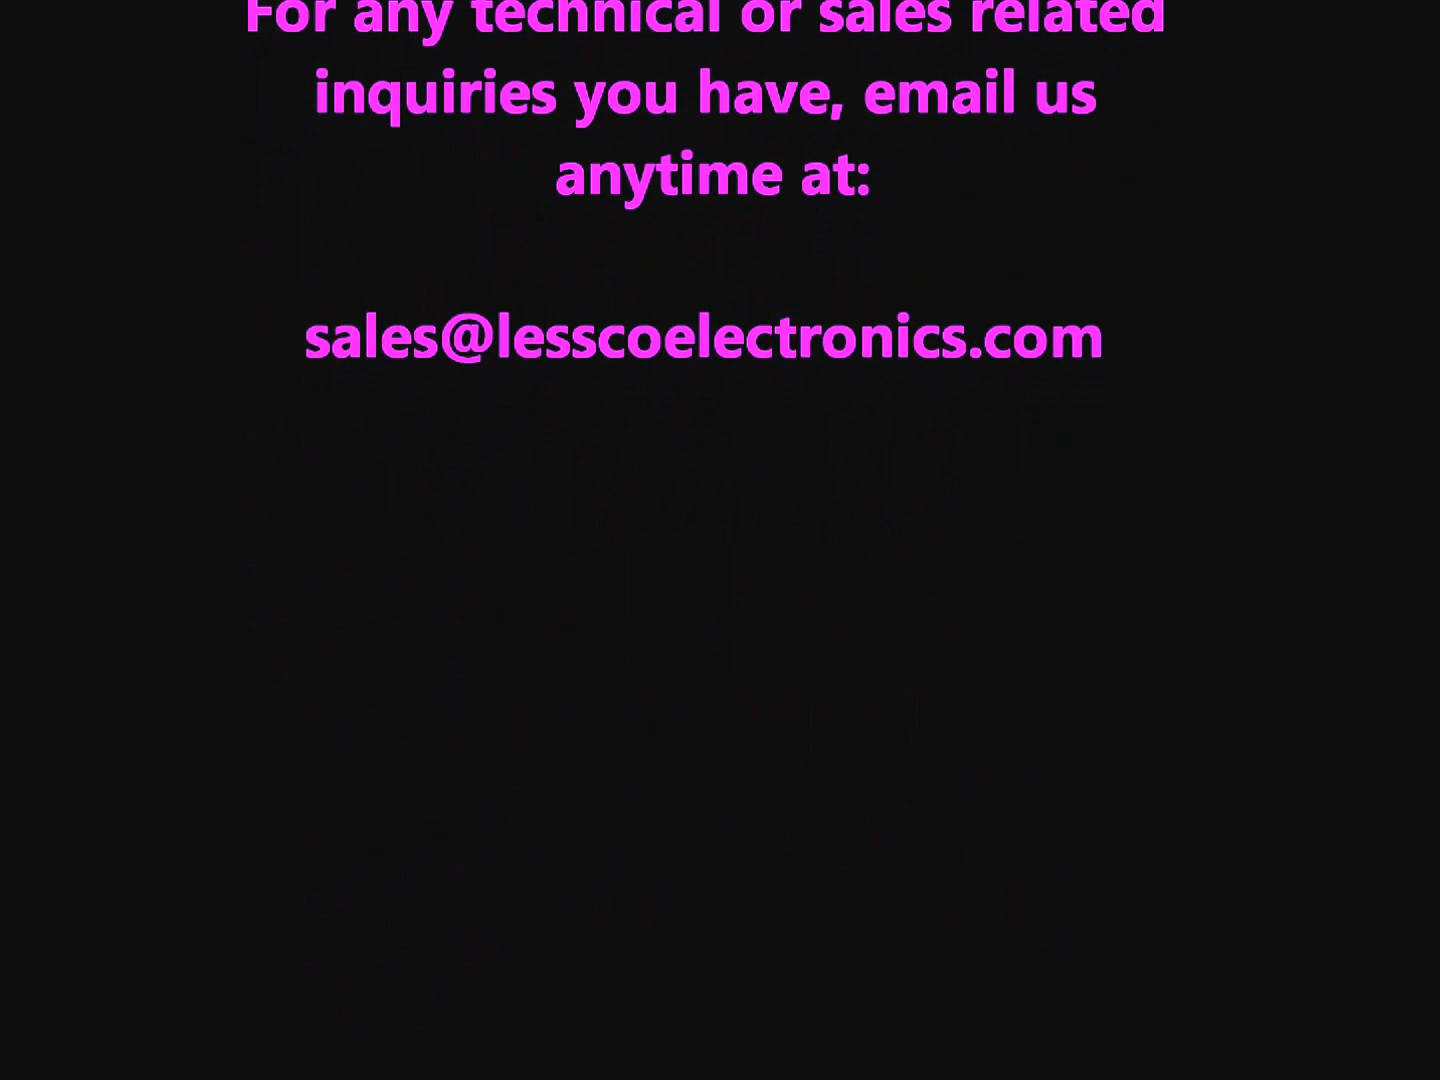 For any technical or sales related
inquiries you have, email us
anytime at:
sales@lesscoelectronics.com